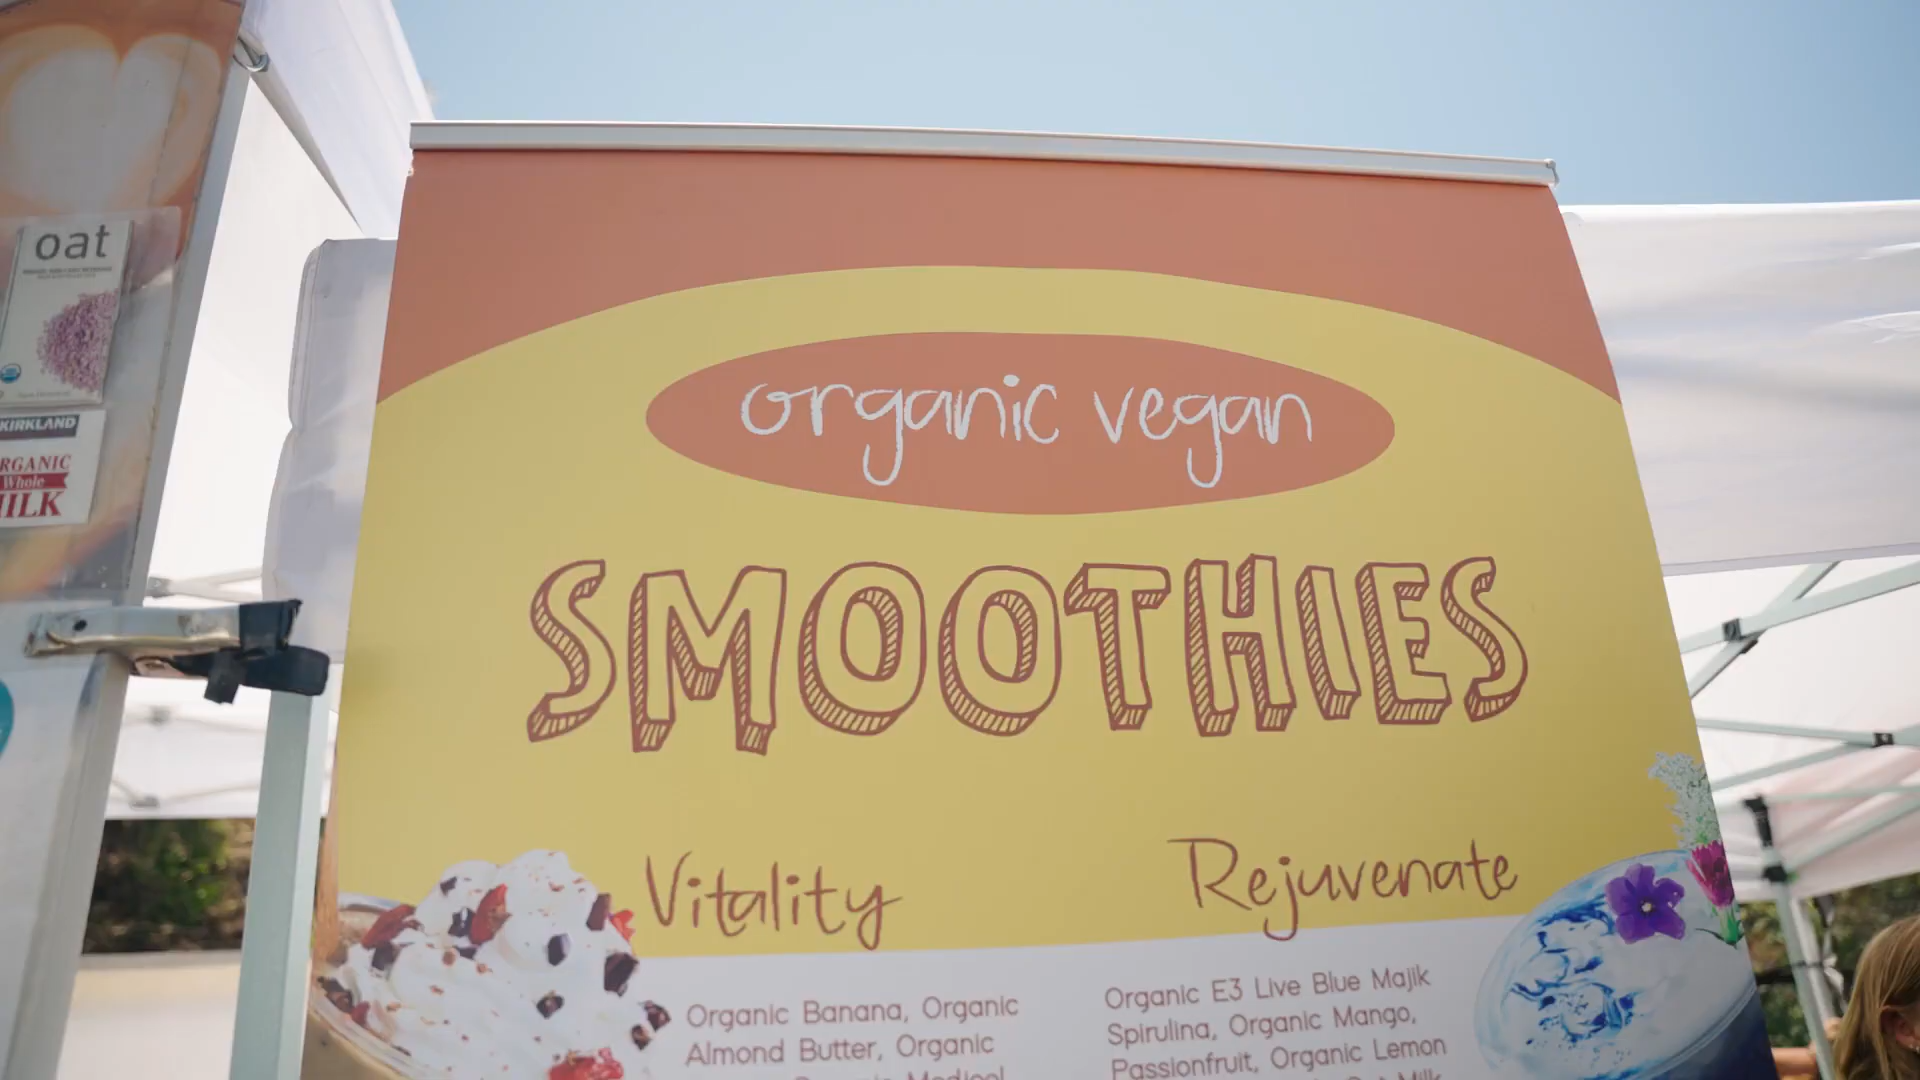 oat
KIRKLAND
RGANIC
Whole
ILK
organic vegan
SMOOTHIES
Vitality
Organic Banana, Organic
Almond Butter, Organic
Medjool
Rejuvenate
Organic E3 Live Blue Majik
Spirulina, Organic Mango,
Passionfruit, Organic Lemon